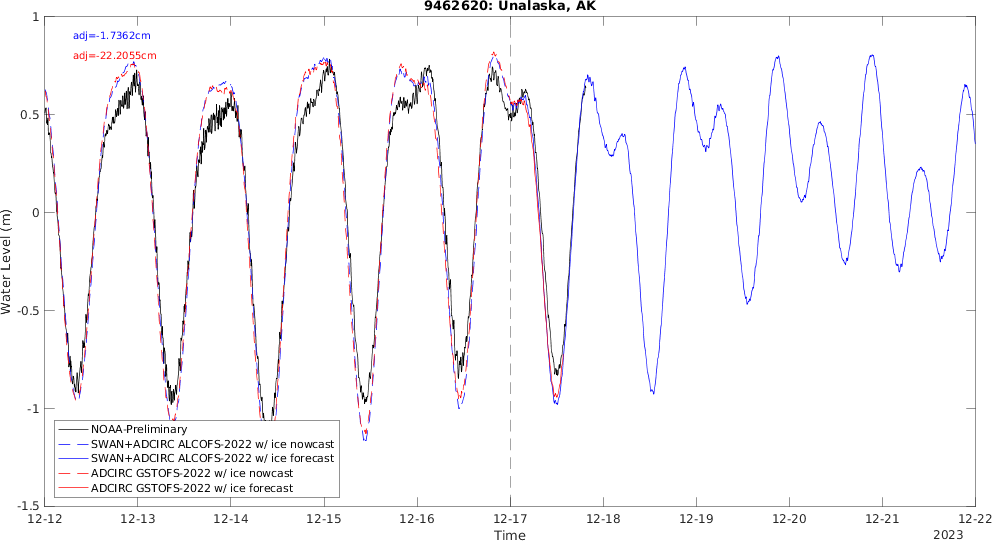 9462620: Unalaska, AK
adj=-1.7362cm
adj=-22.2055cm
1
0.5
0
-0.5
-1
-1.5
Water Level (m)
NOAA-Preliminary
SWAN+ADCIRC ALCOFS-2022 w/ ice nowcast
SWAN+ADCIRC ALCOFS-2022 w/ ice forecast
ADCIRC GSTOFS-2022 w/ ice nowcast
ADCIRC GSTOFS-2022 w/ ice forecast
12-12 12-13 12-14 12-15 12-16 12-17 12-18 12-19 12-20 12-21 12-22
Time
2023